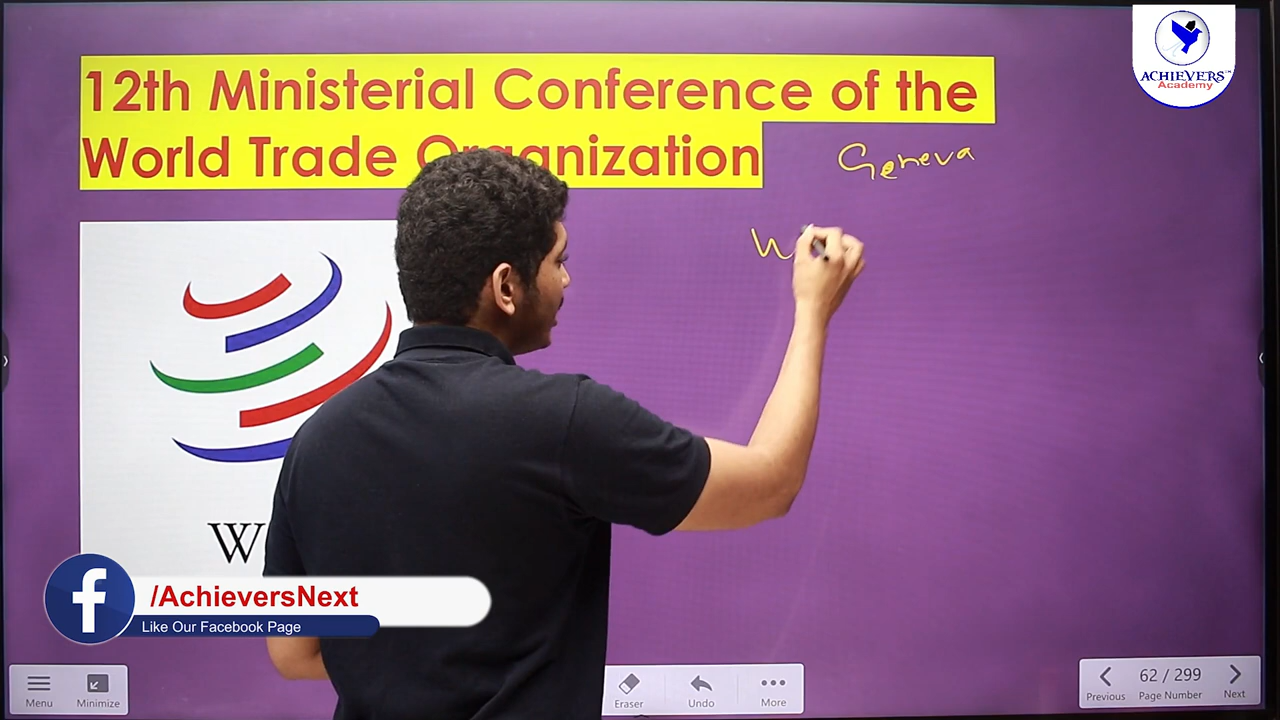 12th Ministerial Conference of the
World Trade Organization
Geneva
W
W
ACHIEVERS
Academy
/AchieversNext
Like Our Facebook Page
Menu
Minimize
Eraser
Undo
More
62 / 299
Previous
Page Number
Next